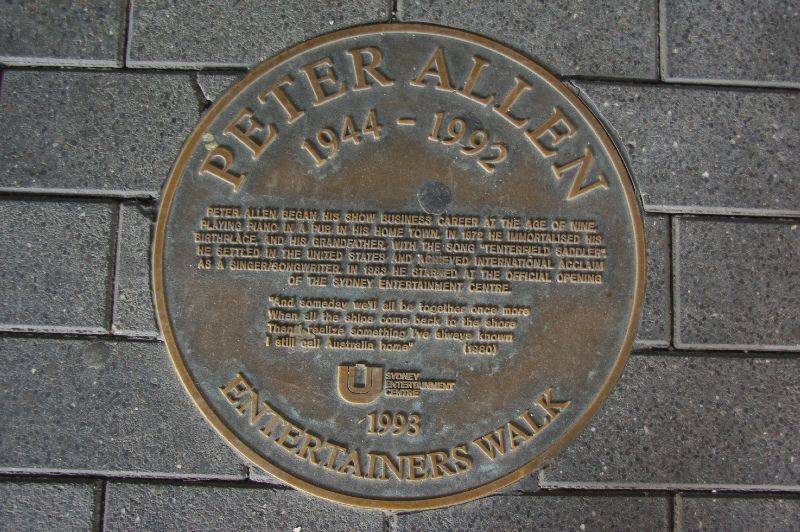 PETER ALLEN
1944 - 1992
PETER ALLEN BEGAN HIS SHOW BUSINESS CAREER AT THE AGE OF NINE,
PLAYING PIANO IN A PUB IN HIS HOME TOWN. IN 1972 HE IMMORTALISED HIS
BIRTHPLACE, AND HIS GRANDFATHER, WITH THE SONG "TENTERFIELD SADDLER".
HE SETTLED IN THE UNITED STATES AND ACHIEVED INTERNATIONAL ACCLAIM
AS A SINGER/SONGWRITER. IN 1983 HE STARRED AT THE OFFICIAL OPENING
OF THE SYDNEY ENTERTAINMENT CENTRE.
"And someday we'll all be together once more
When all the ships come back to the shore
Then I realize something I've always known
I still call Australia home" (1980)
SYDNEY
ENTERTAINMENT
CENTRE
1993
ENTERTAINERS WALK